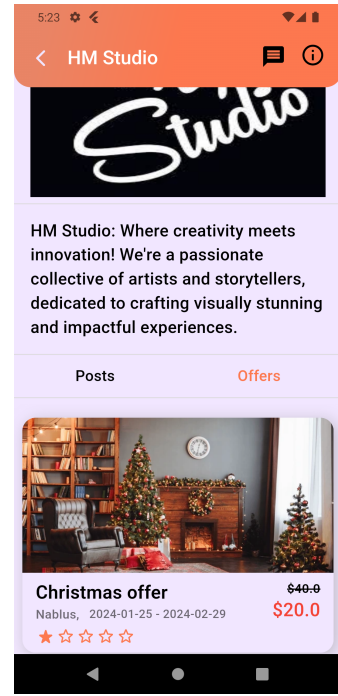 5:23
HM Studio
Studio
HM Studio: Where creativity meets
innovation! We're a passionate
collective of artists and storytellers,
dedicated to crafting visually stunning
and impactful experiences.
Posts
Offers
Christmas offer
$40.0
Nablus, 2024-01-25 - 2024-02-29
$20.0